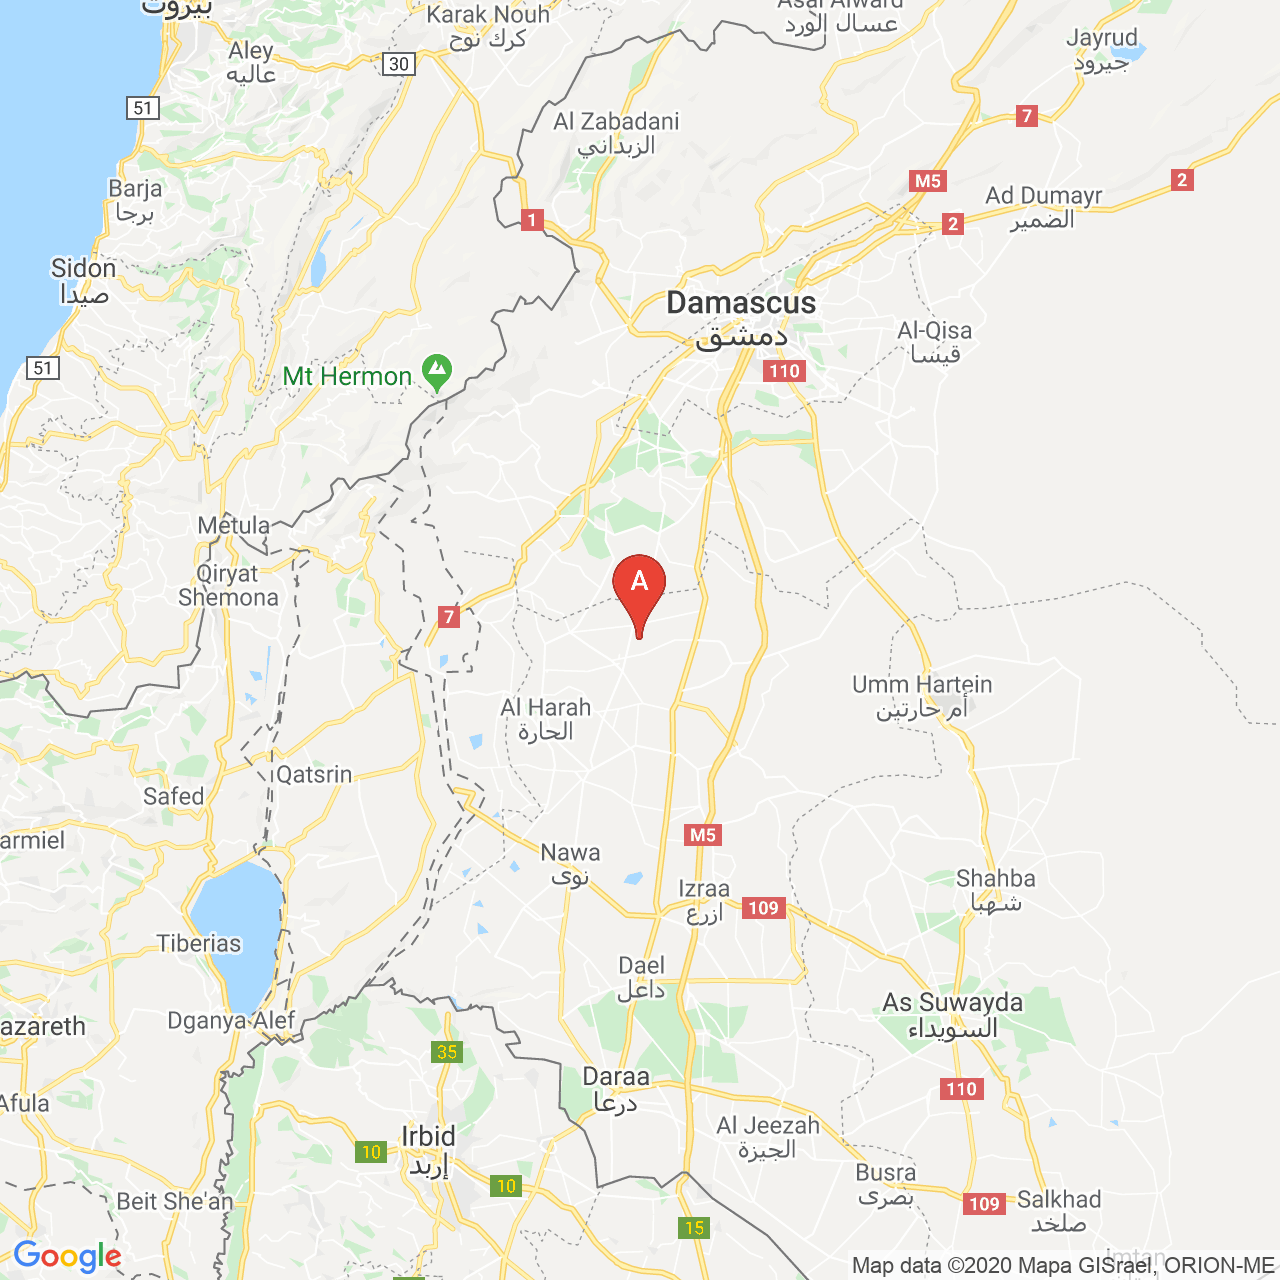 بيروت
Karak Nouh
كرك نوح
Asal Alward
عسال الورد
Jayrud
جيرود
Aley
عاليه
30
51
7
Al Zabadani
الزبداني
M5
2
Barja
برجا
Ad Dumayr
الضمير
1
2
Sidon
صيدا
Damascus
دمشق
Al-Qisa
قيسا
51
Mt Hermon
110
Metula
Qiryat
Shemona
A
7
Umm Hartein
أم حارتين
Al Harah
الحارة
Qatsrin
Safed
armiel
M5
Nawa
نوى
Izraa
ازرع
109
Shahba
شهبا
Tiberias
Dael
داعل
As Suwayda
السويداء
Dganya Alef
azareth
35
Daraa
درعا
110
Afula
Al Jeezah
الجيزة
Irbid
إربد
10
10
Busra
بصرى
Beit She'an
109
Salkhad
صلخد
15
Imtan
Google
Map data ©2020 Mapa GISrael, ORION-ME